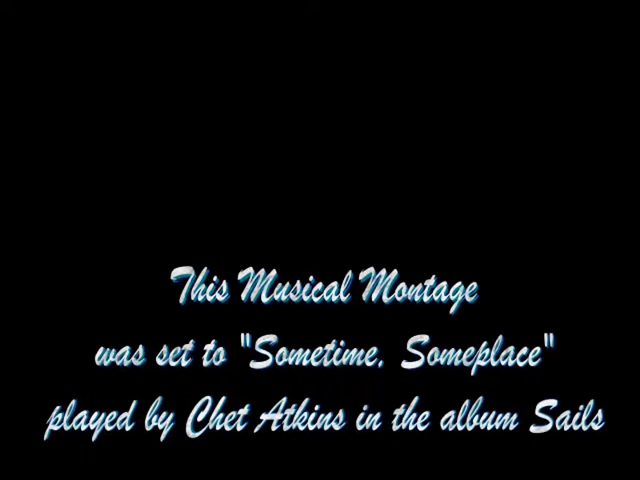 This Musical Montage
was set to "Sometime, Someplace"
played by Chet Atkins in the album Sails